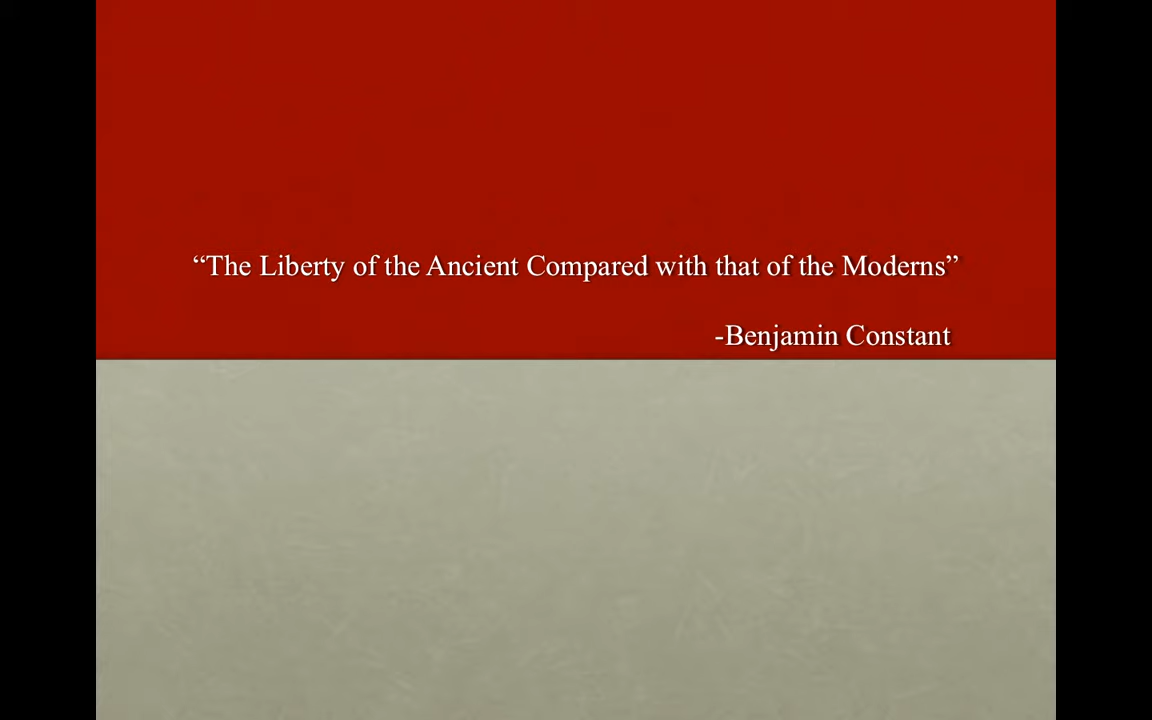 “The Liberty of the Ancient Compared with that of the Moderns”
-Benjamin Constant